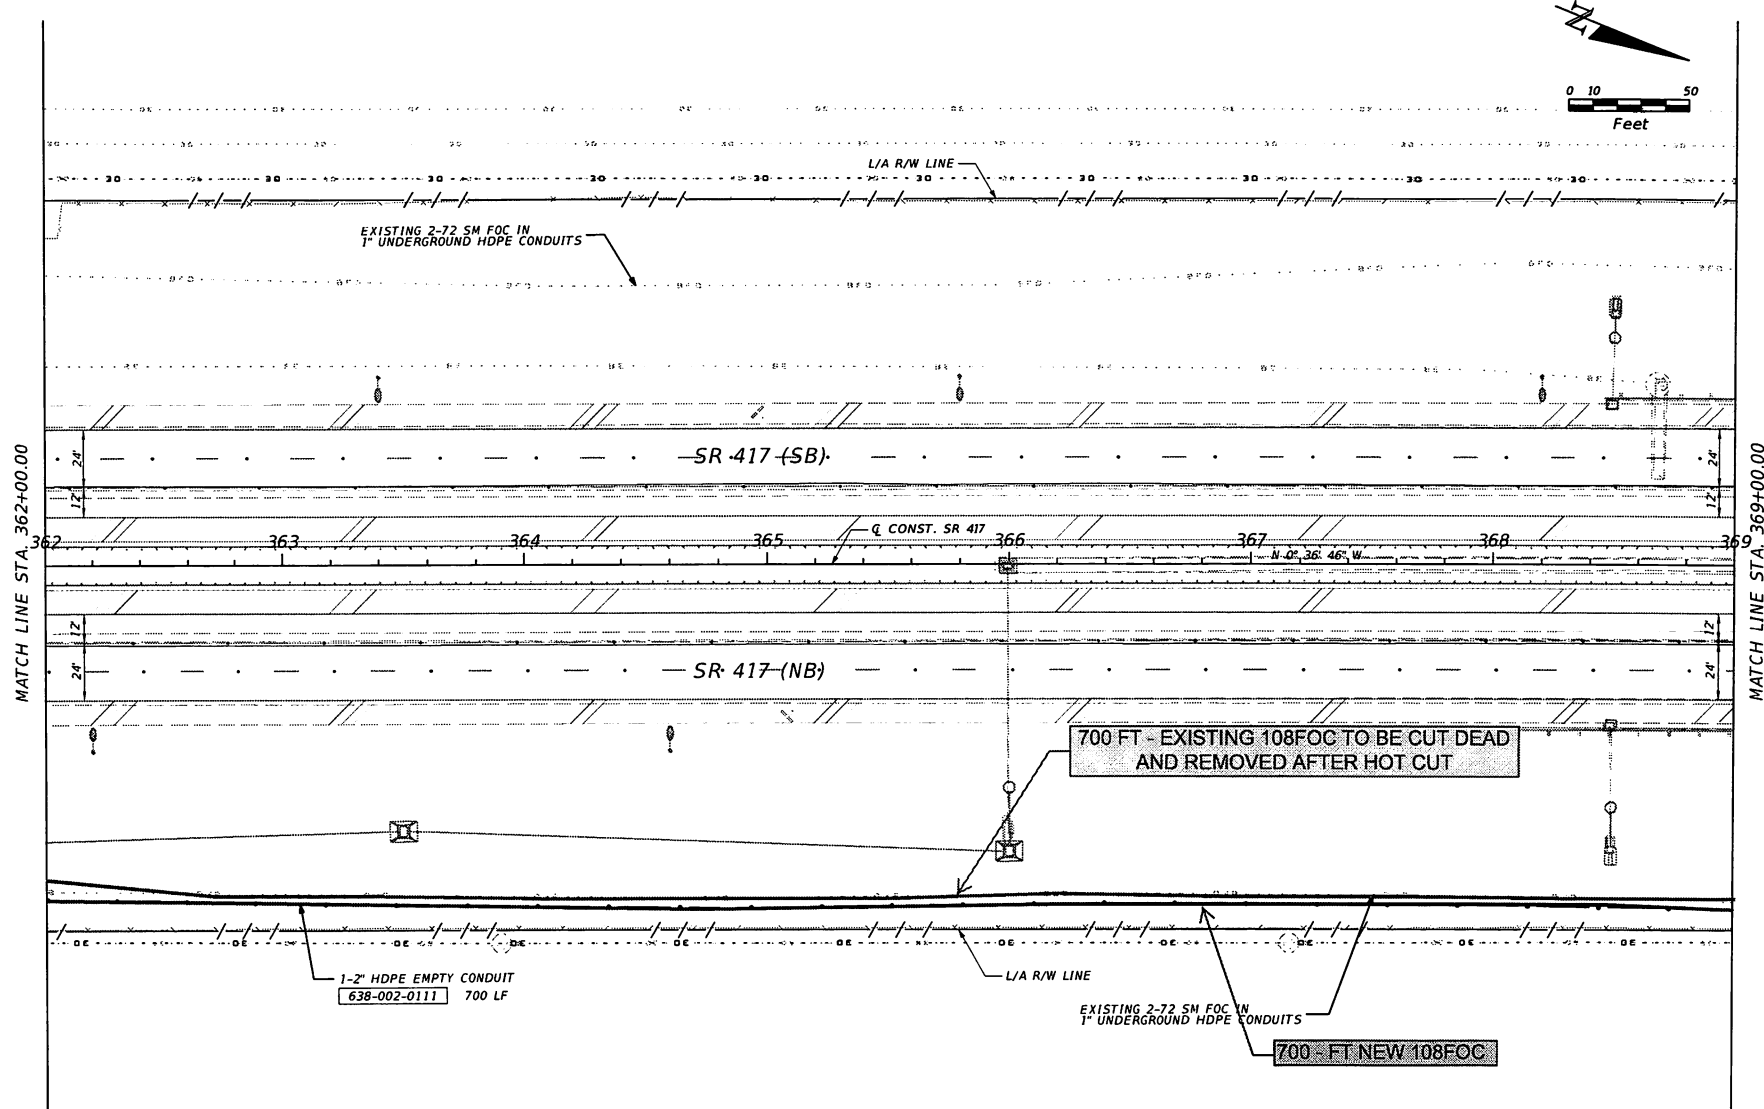 N
0 10 50
Feet
L/A R/W LINE
EXISTING 2-72 SM FOC IN
1" UNDERGROUND HDPE CONDUITS
MATCH LINE STA. 362+00.00
MATCH LINE STA. 369+00.00
24'
SR 417 (SB)
24'
12'
12'
℄ CONST. SR 417
362 363 364 365 366 367 368 369
N 0° 36' 46" W
12'
12'
24'
SR 417 (NB)
24'
700 FT - EXISTING 108FOC TO BE CUT DEAD
AND REMOVED AFTER HOT CUT
1-2" HDPE EMPTY CONDUIT
638-002-0111 700 LF
L/A R/W LINE
EXISTING 2-72 SM FOC IN
1" UNDERGROUND HDPE CONDUITS
700 - FT NEW 108FOC